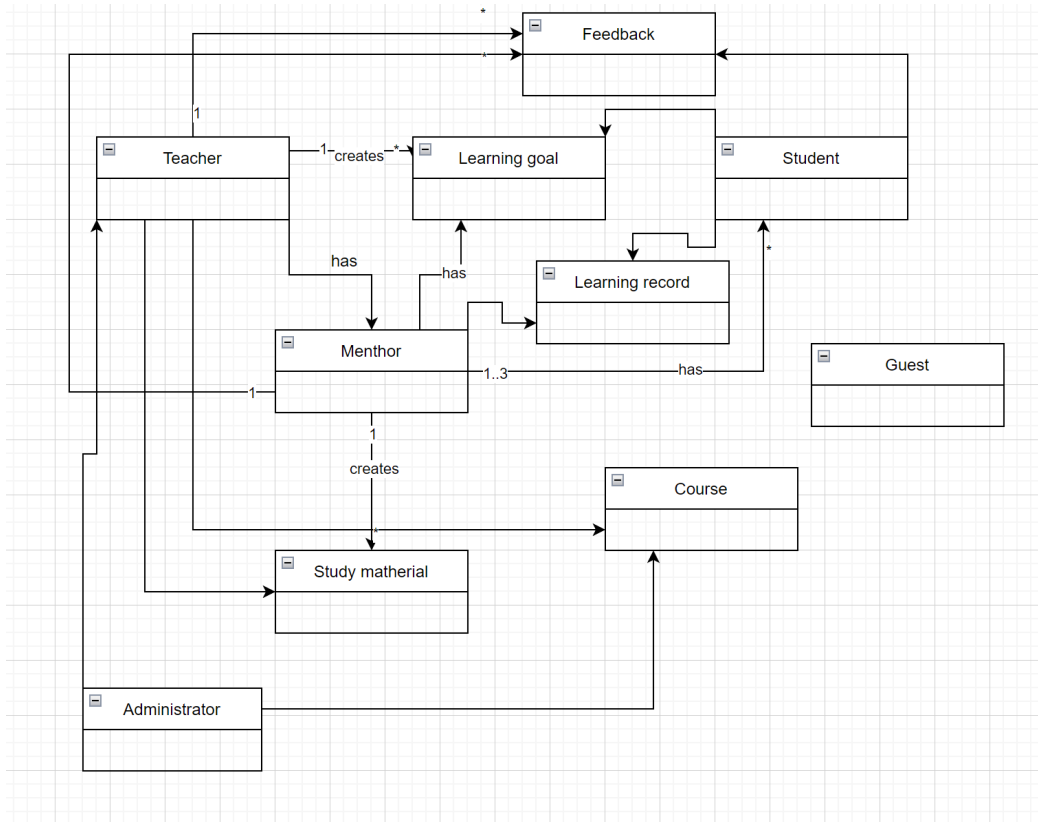 *
Feedback
*
1
Teacher
1
creates
*
Learning goal
Student
*
has
has
Learning record
Menthor
1..3
has
Guest
1
1
creates
Course
*
Study matherial
Administrator